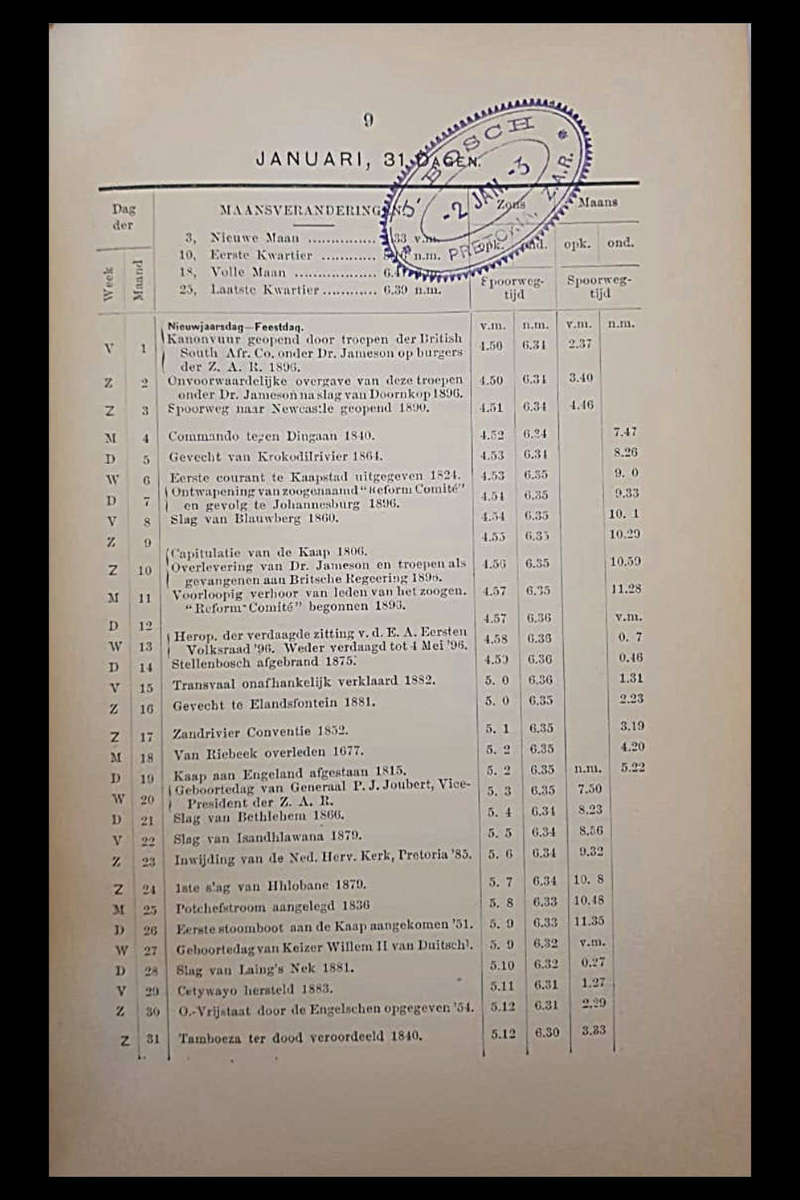 9
JANUARI, 31 DAGEN.
BOSCH
-2 JAN.-3
PRETORIA, Z.A.R.
Dag der
Week Maand
MAANSVERANDERINGEN.
3, Nieuwe Maan ............... 33 v.m.
10, Eerste Kwartier ............ n.m.
18, Volle Maan .................. 6.4
25, Laatste Kwartier ............ 6.39 n.m.
Zons Maans
opk. ond. opk. ond.
Spoorweg-tijd Spoorweg-tijd
v.m. n.m. v.m. n.m.
Nieuwjaarsdag—Feestdag.
V 1 Kanonvuur geopend door troepen der British 4.50 6.34 2.37
South Afr. Co. onder Dr. Jameson op burgers
der Z. A. R. 1896.
Z 2 Onvoorwaardelijke overgave van deze troepen 4.50 6.34 3.40
onder Dr. Jameson na slag van Doornkop 1896.
Z 3 Spoorweg naar Newcastle geopend 1890. 4.51 6.34 4.46
M 4 Commando tegen Dingaan 1840. 4.52 6.34 7.47
D 5 Gevecht van Krokodilrivier 1864. 4.53 6.34 8.26
W 6 Eerste courant te Kaapstad uitgegeven 1824. 4.53 6.35 9. 0
D 7 Ontwapening van zoogenaamd “Reform Comité” 4.54 6.35 9.33
en gevolg te Johannesburg 1896.
V 8 Slag van Blauwberg 1860. 4.54 6.35 10. 1
Z 9 4.55 6.35 10.29
Capitulatie van de Kaap 1806.
Z 10 Overlevering van Dr. Jameson en troepen als 4.56 6.35 10.59
gevangenen aan Britsche Regeering 1896.
M 11 Voorloopig verhoor van leden van het zoogen. 4.57 6.35 11.28
“Reform-Comité” begonnen 1896.
D 12 4.57 6.36 v.m.
W 13 Herop. der verdaagde zitting v. d. E. A. Eersten 4.58 6.36 0. 7
Volksraad '96. Weder verdaagd tot 4 Mei '96.
D 14 Stellenbosch afgebrand 1875. 4.59 6.36 0.46
V 15 Transvaal onafhankelijk verklaard 1882. 5. 0 6.36 1.31
Z 16 Gevecht te Elandsfontein 1881. 5. 0 6.35 2.23
Z 17 Zandrivier Conventie 1852. 5. 1 6.35 3.19
M 18 Van Riebeek overleden 1677. 5. 2 6.35 4.20
D 19 Kaap aan Engeland afgestaan 1815. 5. 2 6.35 n.m. 5.22
W 20 Geboortedag van Generaal P. J. Joubert, Vice- 5. 3 6.35 7.50
President der Z. A. R.
D 21 Slag van Bethlehem 1866. 5. 4 6.34 8.23
V 22 Slag van Isandhlawana 1879. 5. 5 6.34 8.56
Z 23 Inwijding van de Ned. Herv. Kerk, Pretoria '85. 5. 6 6.34 9.32
Z 24 1ste slag van Hhlobane 1879. 5. 7 6.34 10. 8
M 25 Potchefstroom aangelegd 1836 5. 8 6.33 10.48
D 26 Eerste stoomboot aan de Kaap aangekomen '51. 5. 9 6.33 11.35
W 27 Geboortedag van Keizer Willem II van Duitschl. 5. 9 6.32 v.m.
D 28 Slag van Laing's Nek 1881. 5.10 6.32 0.27
V 29 Cetywayo hersteld 1883. 5.11 6.31 1.27
Z 30 O.-Vrijstaat door de Engelschen opgegeven '54. 5.12 6.31 2.29
Z 31 Tamboeza ter dood veroordeeld 1840. 5.12 6.30 3.33